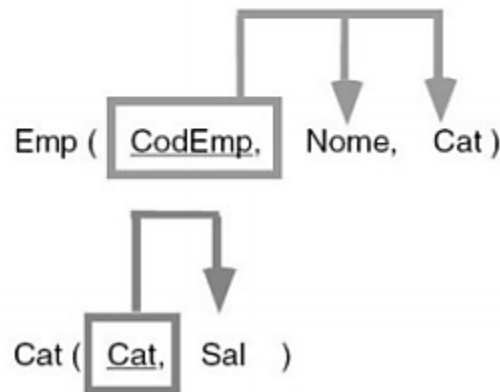 Emp ( CodEmp, Nome, Cat )
Cat ( Cat, Sal )